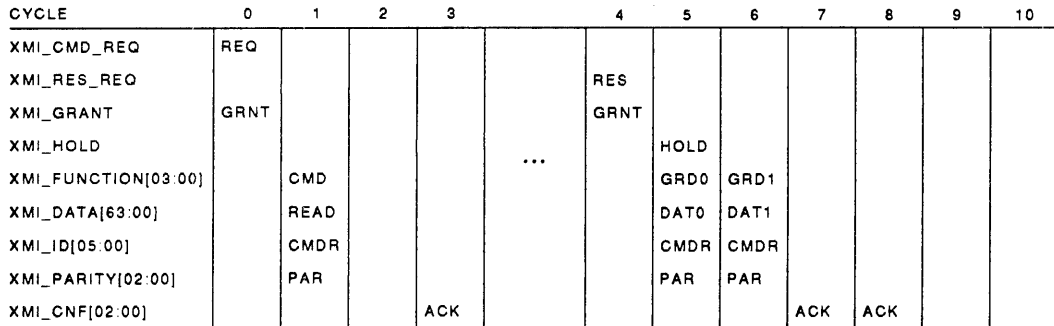 CYCLE 0 1 2 3 4 5 6 7 8 9 10
XMI_CMD_REQ REQ
XMI_RES_REQ RES
XMI_GRANT GRNT GRNT
XMI_HOLD HOLD
...
XMI_FUNCTION[03:00] CMD GRD0 GRD1
XMI_DATA[63:00] READ DAT0 DAT1
XMI_ID[05:00] CMDR CMDR CMDR
XMI_PARITY[02:00] PAR PAR PAR
XMI_CNF[02:00] ACK ACK ACK